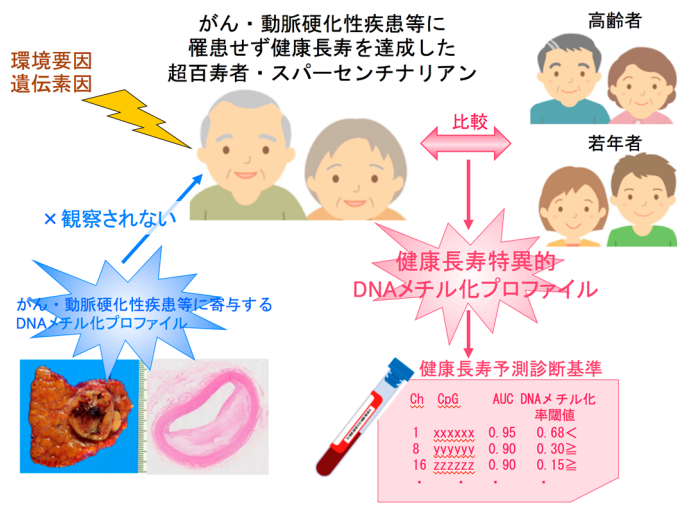 がん・動脈硬化性疾患等に
罹患せず健康長寿を達成した
超百寿者・スパーセンチナリアン
環境要因
遺伝素因
高齢者
比較
若年者
×観察されない
健康長寿特異的
DNAメチル化プロファイル
がん・動脈硬化性疾患等に寄与する
DNAメチル化プロファイル
健康長寿予測診断基準
Ch CpG AUC DNAメチル化
率閾値
1 xxxxxx 0.95 0.68＜
8 yyyyyy 0.90 0.30≧
16 zzzzzz 0.90 0.15≧
・ ・ ・ ・